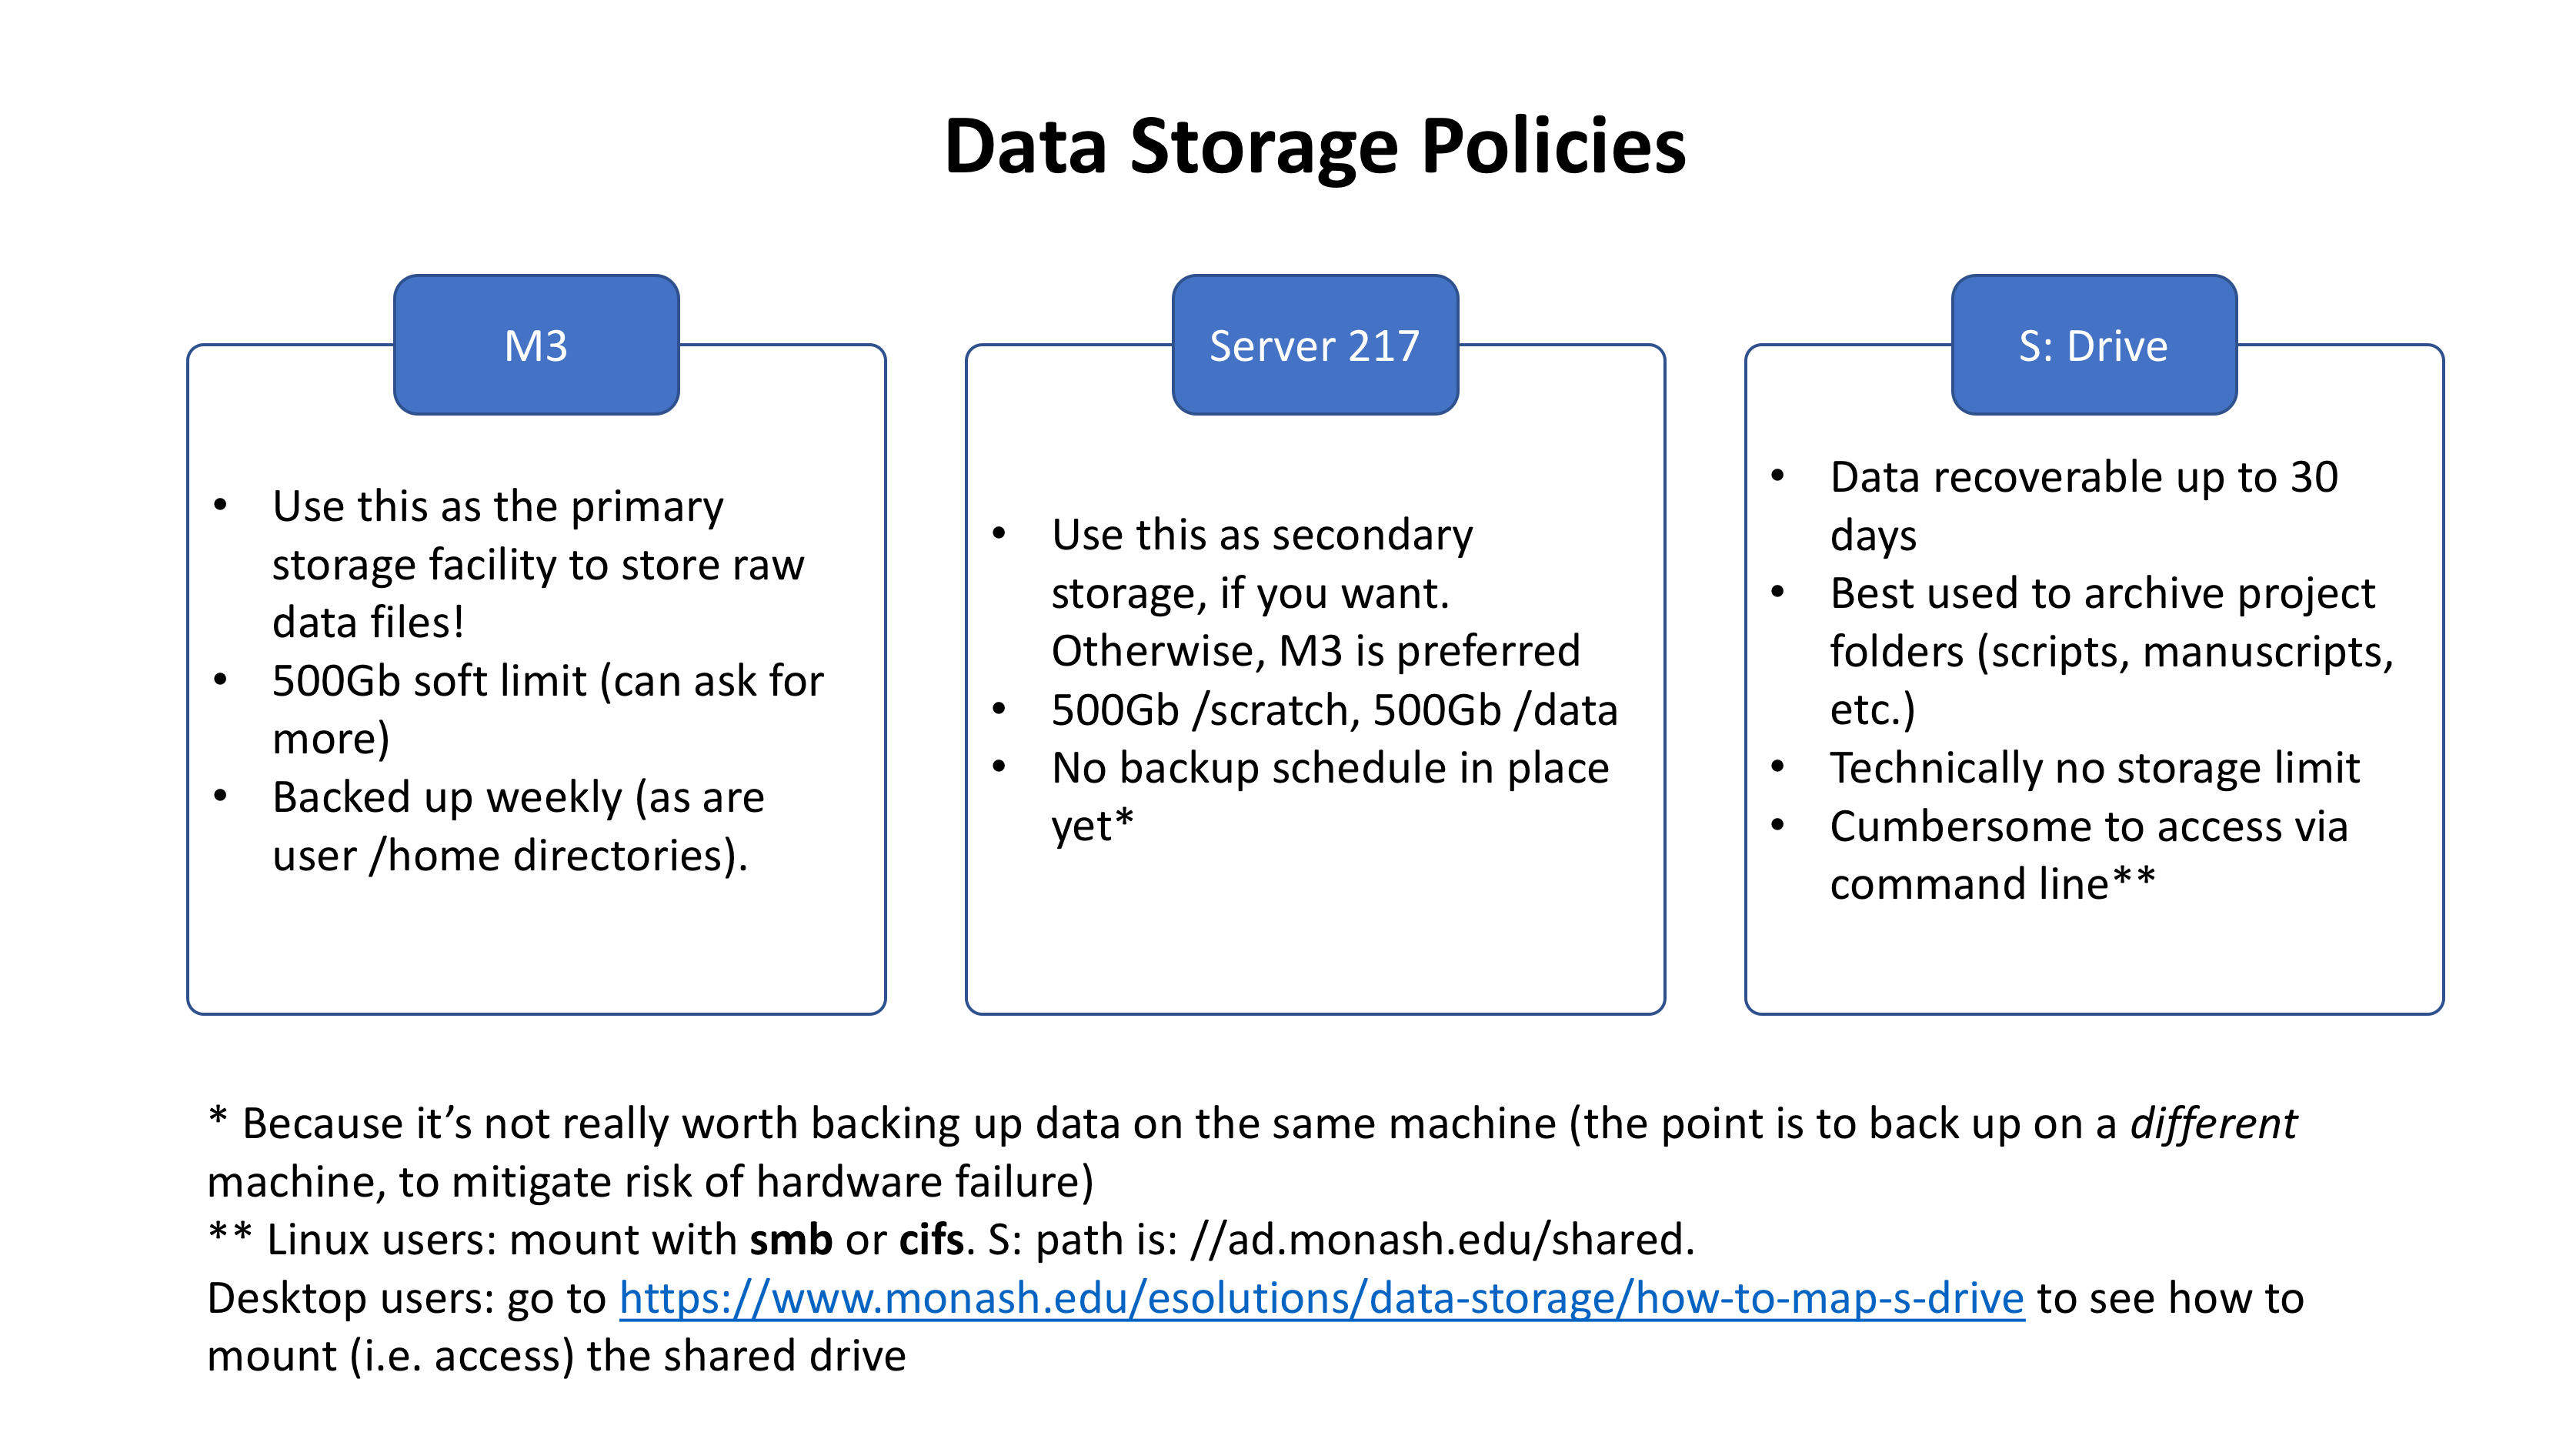 Data Storage Policies
M3
• Use this as the primary
storage facility to store raw
data files!
• 500Gb soft limit (can ask for
more)
• Backed up weekly (as are
user /home directories).
Server 217
• Use this as secondary
storage, if you want.
Otherwise, M3 is preferred
• 500Gb /scratch, 500Gb /data
• No backup schedule in place
yet*
S: Drive
• Data recoverable up to 30
days
• Best used to archive project
folders (scripts, manuscripts,
etc.)
• Technically no storage limit
• Cumbersome to access via
command line**
* Because it’s not really worth backing up data on the same machine (the point is to back up on a different
machine, to mitigate risk of hardware failure)
** Linux users: mount with smb or cifs. S: path is: //ad.monash.edu/shared.
Desktop users: go to https://www.monash.edu/esolutions/data-storage/how-to-map-s-drive to see how to
mount (i.e. access) the shared drive